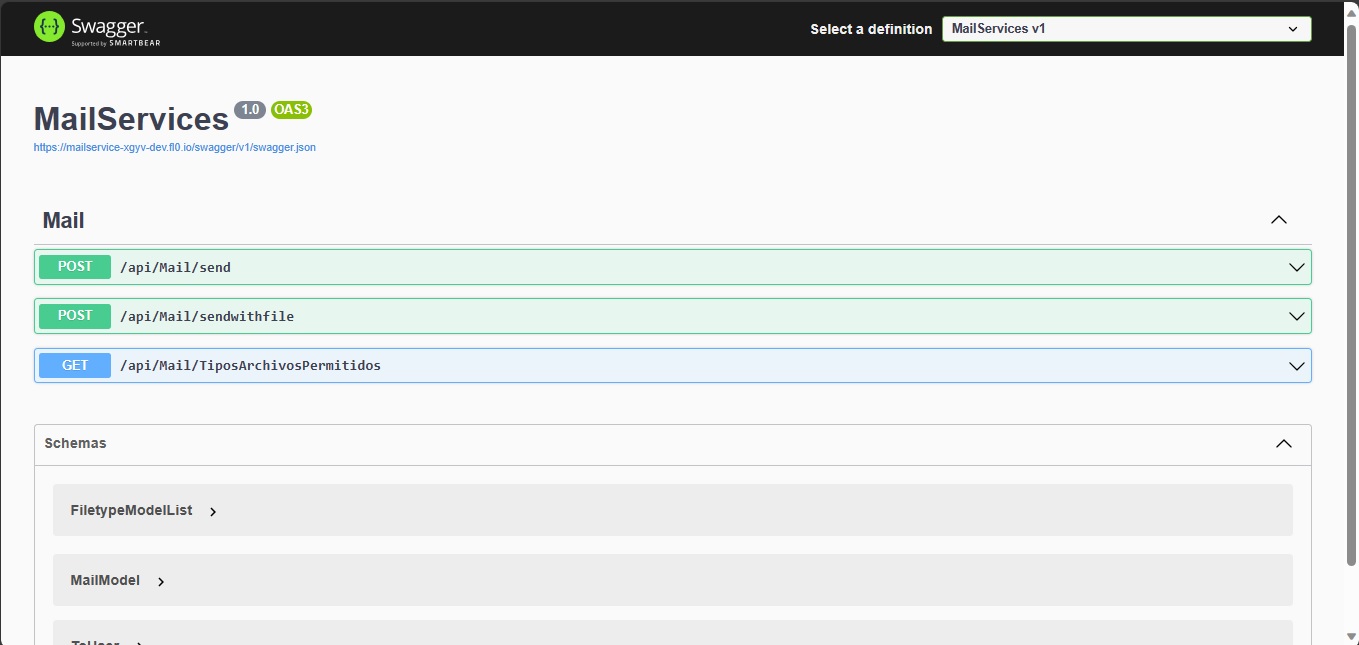 Swagger
Supported by SMARTBEAR
Select a definition
MailServices v1
MailServices 1.0 OAS3
https://mailservice-xgyv-dev.fl0.io/swagger/v1/swagger.json
Mail
POST /api/Mail/send
POST /api/Mail/sendwithfile
GET /api/Mail/TiposArchivosPermitidos
Schemas
FiletypeModelList
MailModel
ToUser